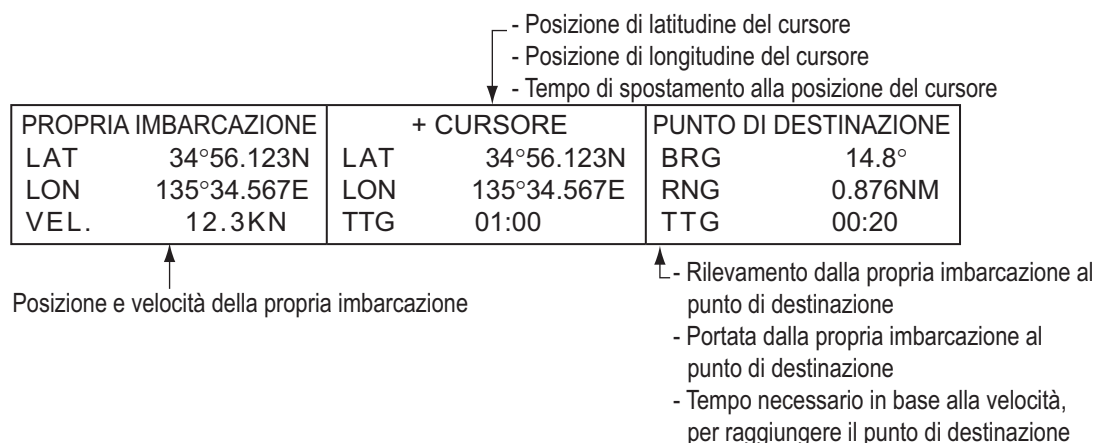 - Posizione di latitudine del cursore
- Posizione di longitudine del cursore
- Tempo di spostamento alla posizione del cursore
PROPRIA IMBARCAZIONE
LAT 34°56.123N
LON 135°34.567E
VEL. 12.3KN
+ CURSORE
LAT 34°56.123N
LON 135°34.567E
TTG 01:00
PUNTO DI DESTINAZIONE
BRG 14.8°
RNG 0.876NM
TTG 00:20
Posizione e velocità della propria imbarcazione
- Rilevamento dalla propria imbarcazione al
punto di destinazione
- Portata dalla propria imbarcazione al
punto di destinazione
- Tempo necessario in base alla velocità,
per raggiungere il punto di destinazione